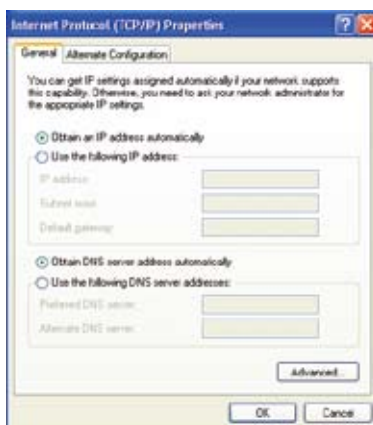 Internet Protocol (TCP/IP) Properties
General
Alternate Configuration
You can get IP settings assigned automatically if your network supports
this capability. Otherwise, you need to ask your network administrator for
the appropriate IP settings.
Obtain an IP address automatically
Use the following IP address:
IP address:
Subnet mask:
Default gateway:
Obtain DNS server address automatically
Use the following DNS server addresses:
Preferred DNS server:
Alternate DNS server:
Advanced...
OK
Cancel